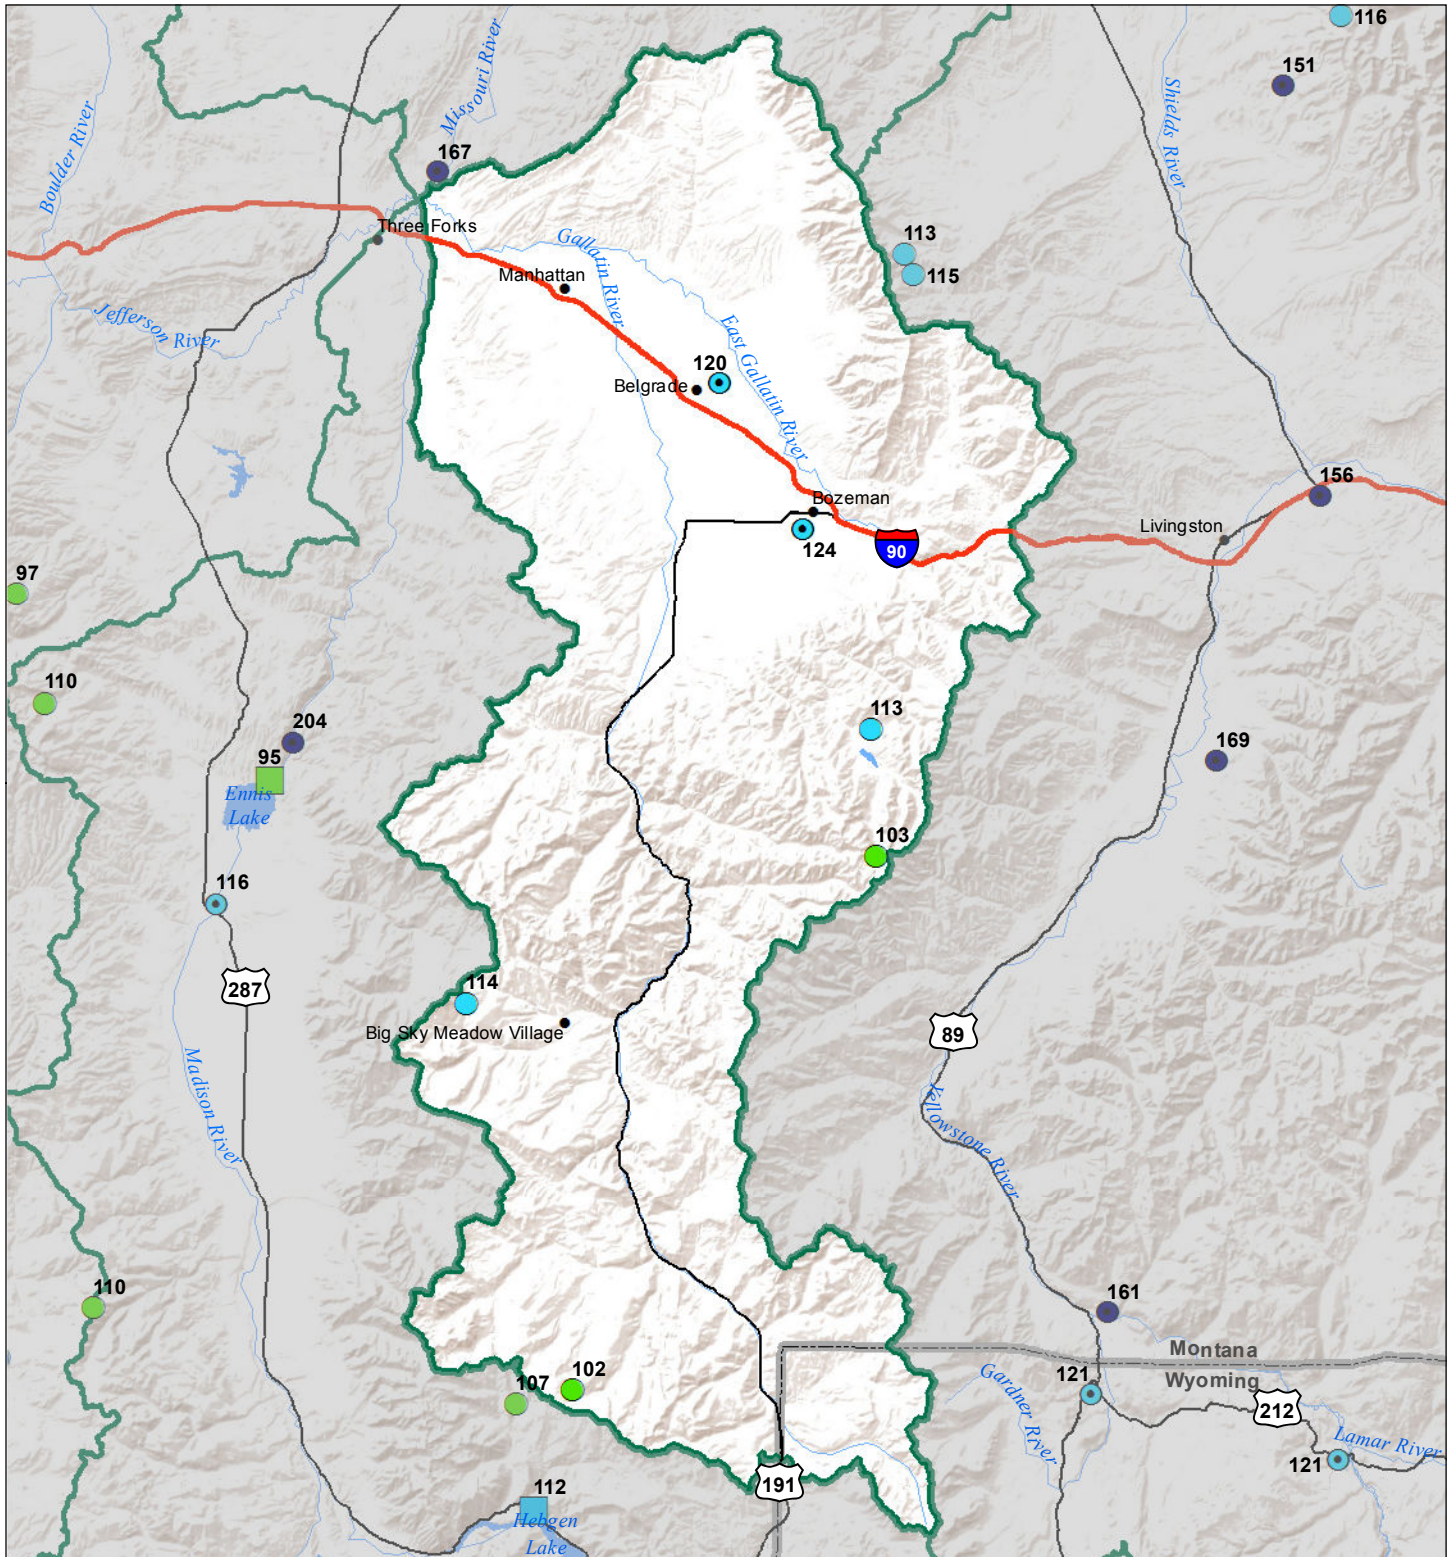 116
151
Missouri River
Boulder River
Shields River
167
Three Forks
Gallatin River
113
115
Manhattan
Jefferson River
East Gallatin River
120
Belgrade
156
Bozeman
Livingston
124
90
97
110
113
204
169
95
Ennis
Lake
103
116
287
114
Big Sky Meadow Village
89
Madison River
Yellowstone River
110
161
Montana
Wyoming
107
102
Gardner River
121
212
Lamar River
121
191
112
Hebgen
Lake